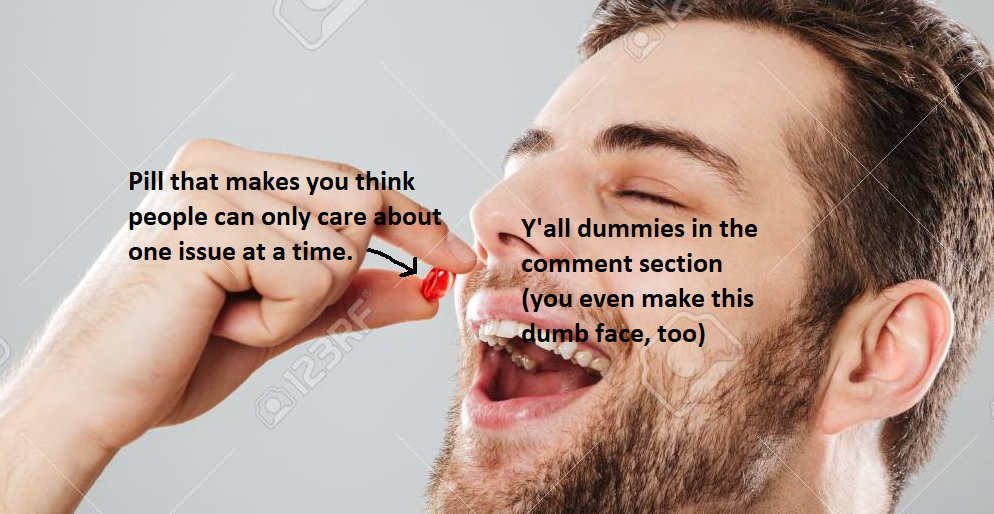 Pill that makes you think
people can only care about
one issue at a time.
Y'all dummies in the
comment section
(you even make this
dumb face, too)
123RF
123RF